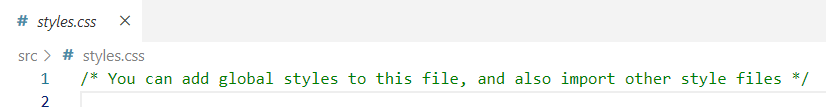 # styles.css ×
src > # styles.css
1 /* You can add global styles to this file, and also import other style files */
2